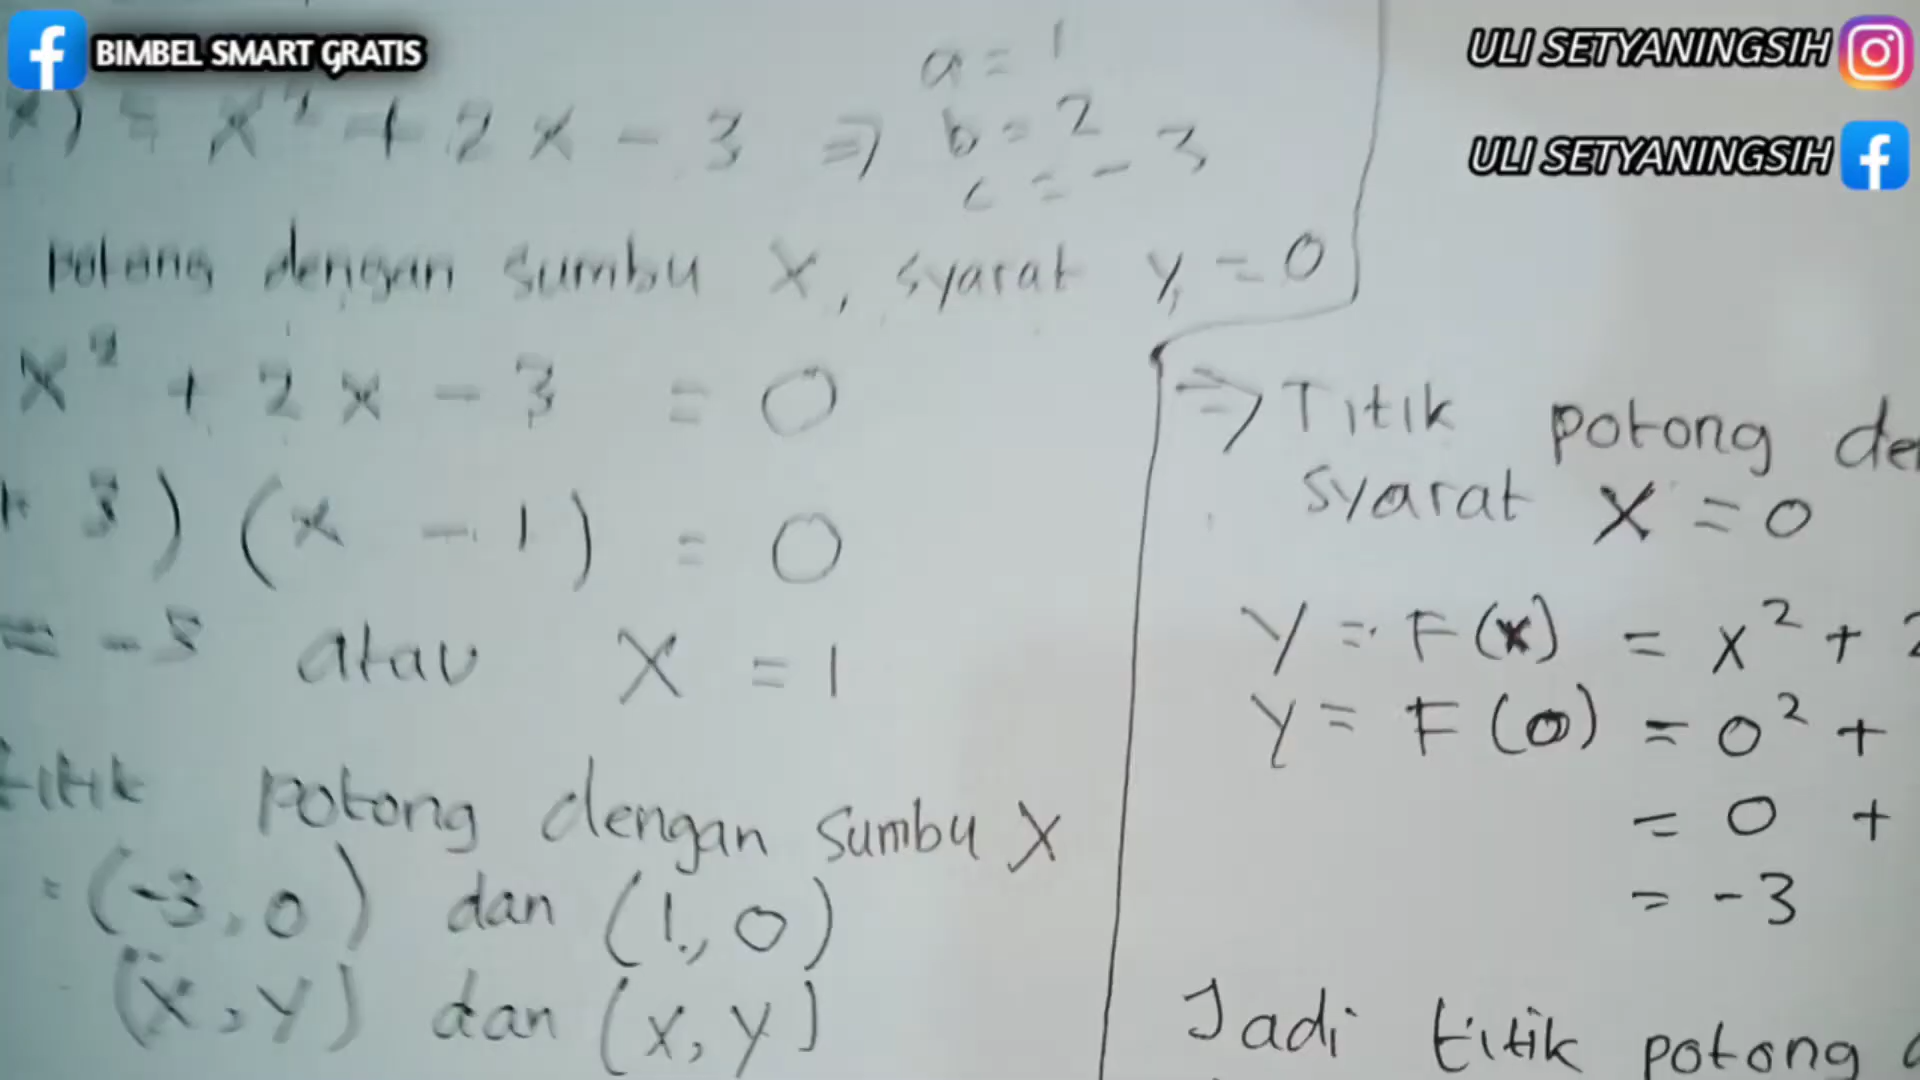 BIMBEL SMART GRATIS
ULI SETYANINGSIH
ULI SETYANINGSIH
x) = x² + 2x - 3 ⇒ a = 1
b = 2
c = -3
potong dengan sumbu x, syarat y = 0
x² + 2x - 3 = 0
+ 3) (x - 1) = 0
= -3 atau x = 1
titik potong dengan sumbu x
= (-3, 0) dan (1, 0)
(x, y) dan (x, y)
⇒ Titik potong de
syarat x = 0
y = F(x) = x² + 2
y = F(0) = 0² +
= 0 +
= -3
Jadi titik potong